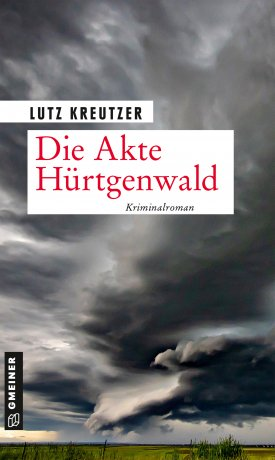 LUTZ KREUTZER
Die Akte
Hürtgenwald
Kriminalroman
GMEINER